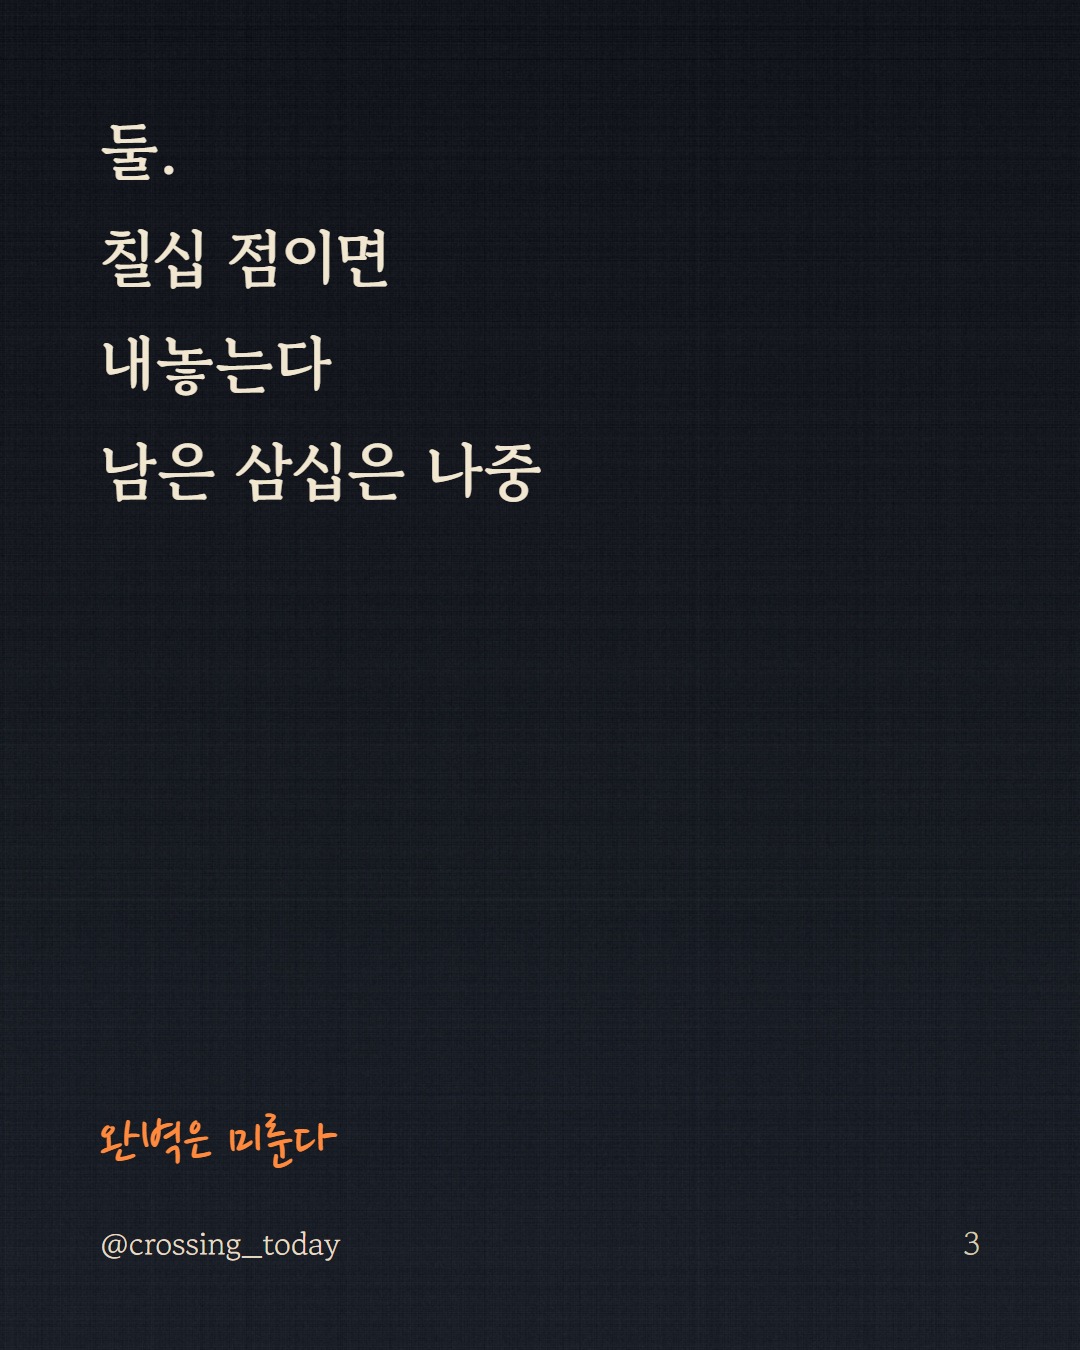 둘.
칠십 점이면
내놓는다
남은 삼십은 나중
완벽은 미룬다
@crossing_today
3